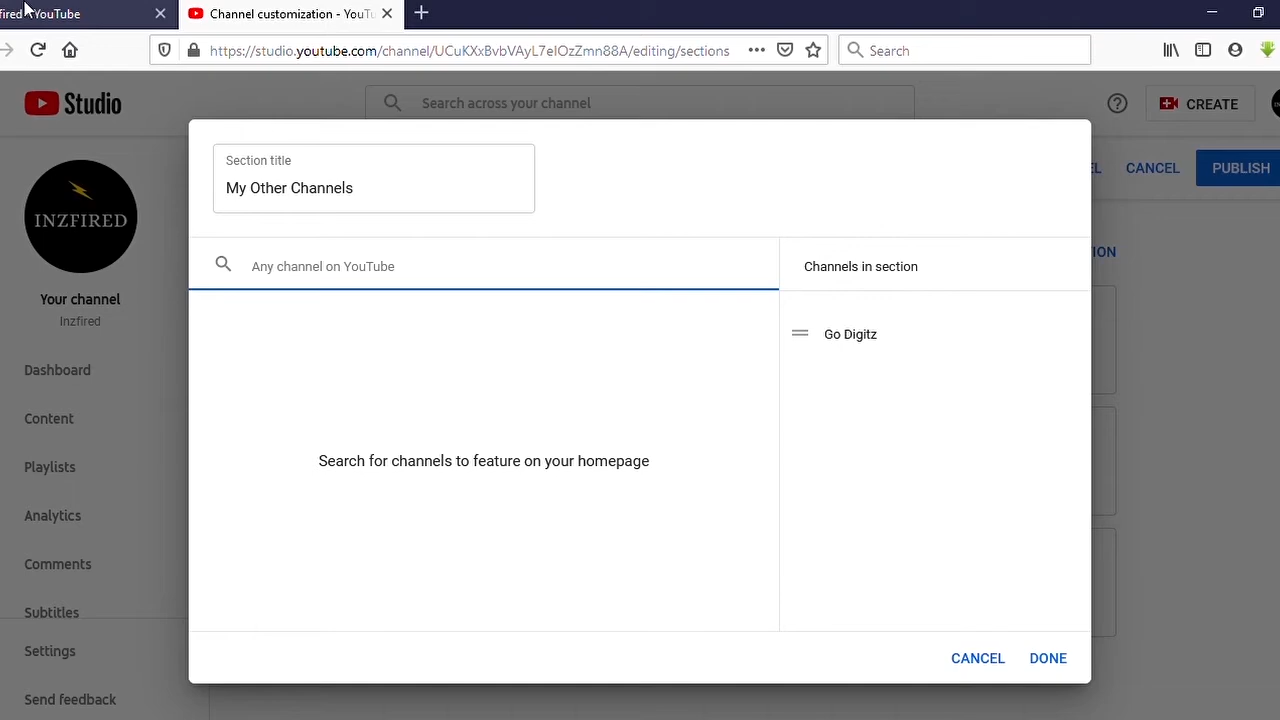 fired - YouTube
Channel customization - YouTu
https://studio.youtube.com/channel/UCuKXxBvbVAyL7eIOzZmn88A/editing/sections
Search
Studio
Search across your channel
CREATE
INZFIRED
Your channel
Inzfired
Dashboard
Content
Playlists
Analytics
Comments
Subtitles
Settings
Send feedback
EL
CANCEL
PUBLISH
ION
Section title
My Other Channels
Any channel on YouTube
Channels in section
Go Digitz
Search for channels to feature on your homepage
CANCEL
DONE